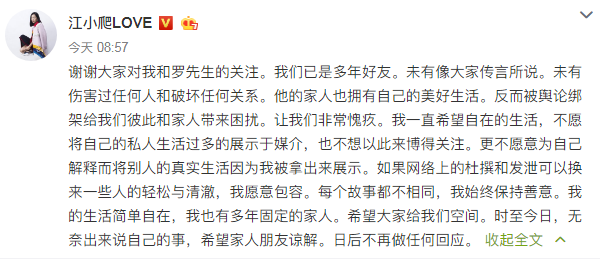 江小爬LOVE
今天 08:57
谢谢大家对我和罗先生的关注。我们已是多年好友。未有像大家传言所说。未有
伤害过任何人和破坏任何关系。他的家人也拥有自己的美好生活。反而被舆论绑
架给我们彼此和家人带来困扰。让我们非常愧疚。我一直希望自在的生活，不愿
将自己的私人生活过多的展示于媒介，也不想以此来博得关注。更不愿意为自己
解释而将别人的真实生活因为我被拿出来展示。如果网络上的杜撰和发泄可以换
来一些人的轻松与清澈，我愿意包容。每个故事都不相同，我始终保持善意。我
的生活简单自在，我也有多年固定的家人。希望大家给我们空间。时至今日，无
奈出来说自己的事，希望家人朋友谅解。日后不再做任何回应。 收起全文